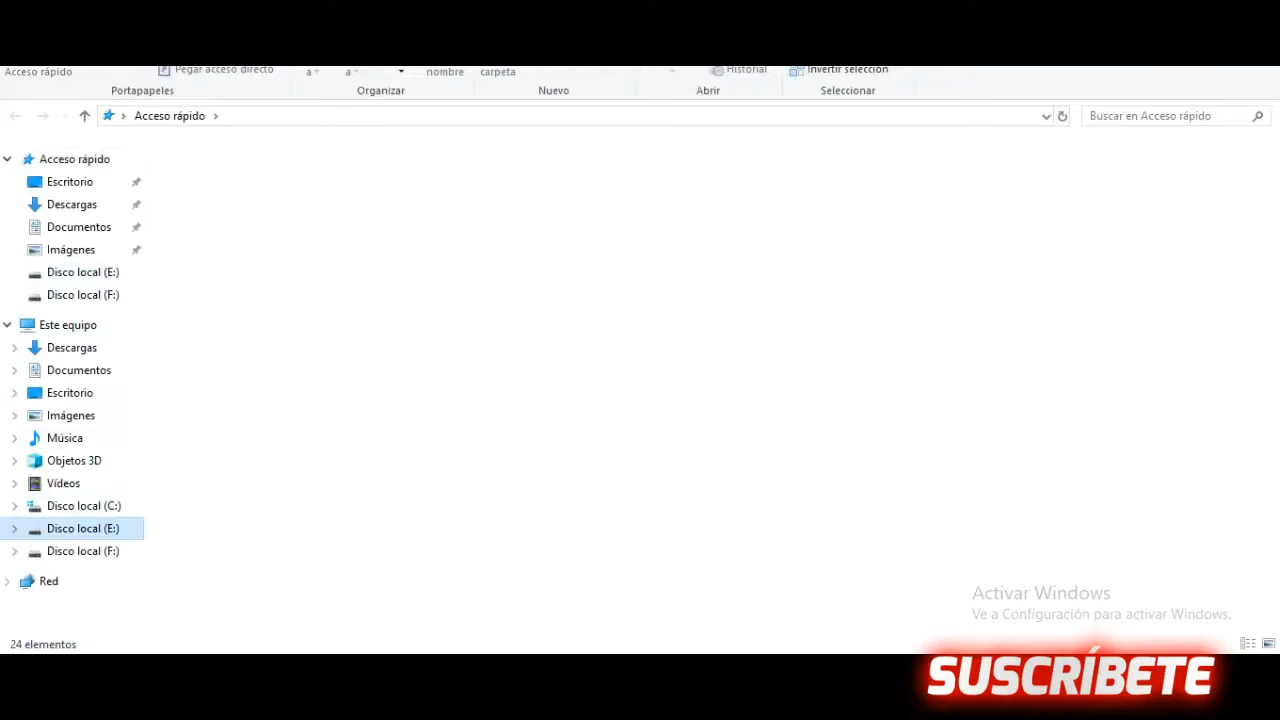 Acceso rápido
Pegar acceso directo
a
a
nombre
carpeta
Historial
Invertir selección
Portapapeles
Organizar
Nuevo
Abrir
Seleccionar
Acceso rápido
Buscar en Acceso rápido
Acceso rápido
Escritorio
Descargas
Documentos
Imágenes
Disco local (E:)
Disco local (F:)
Este equipo
Descargas
Documentos
Escritorio
Imágenes
Música
Objetos 3D
Vídeos
Disco local (C:)
Disco local (E:)
Disco local (F:)
Red
Activar Windows
Ve a Configuración para activar Windows.
24 elementos
SUSCRÍBETE